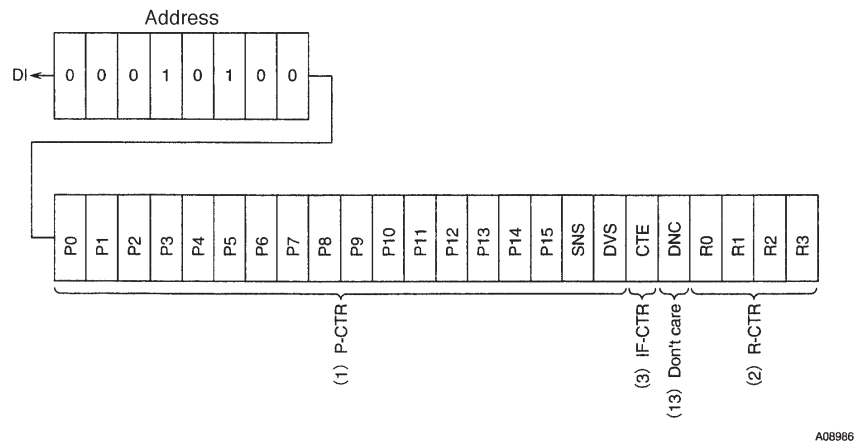 Address
DI 0 0 0 1 0 1 0 0
P0 P1 P2 P3 P4 P5 P6 P7 P8 P9 P10 P11 P12 P13 P14 P15 SNS DVS CTE DNC R0 R1 R2 R3
(1) P-CTR
(3) IF-CTR
(13) Don't care
(2) R-CTR
A08986